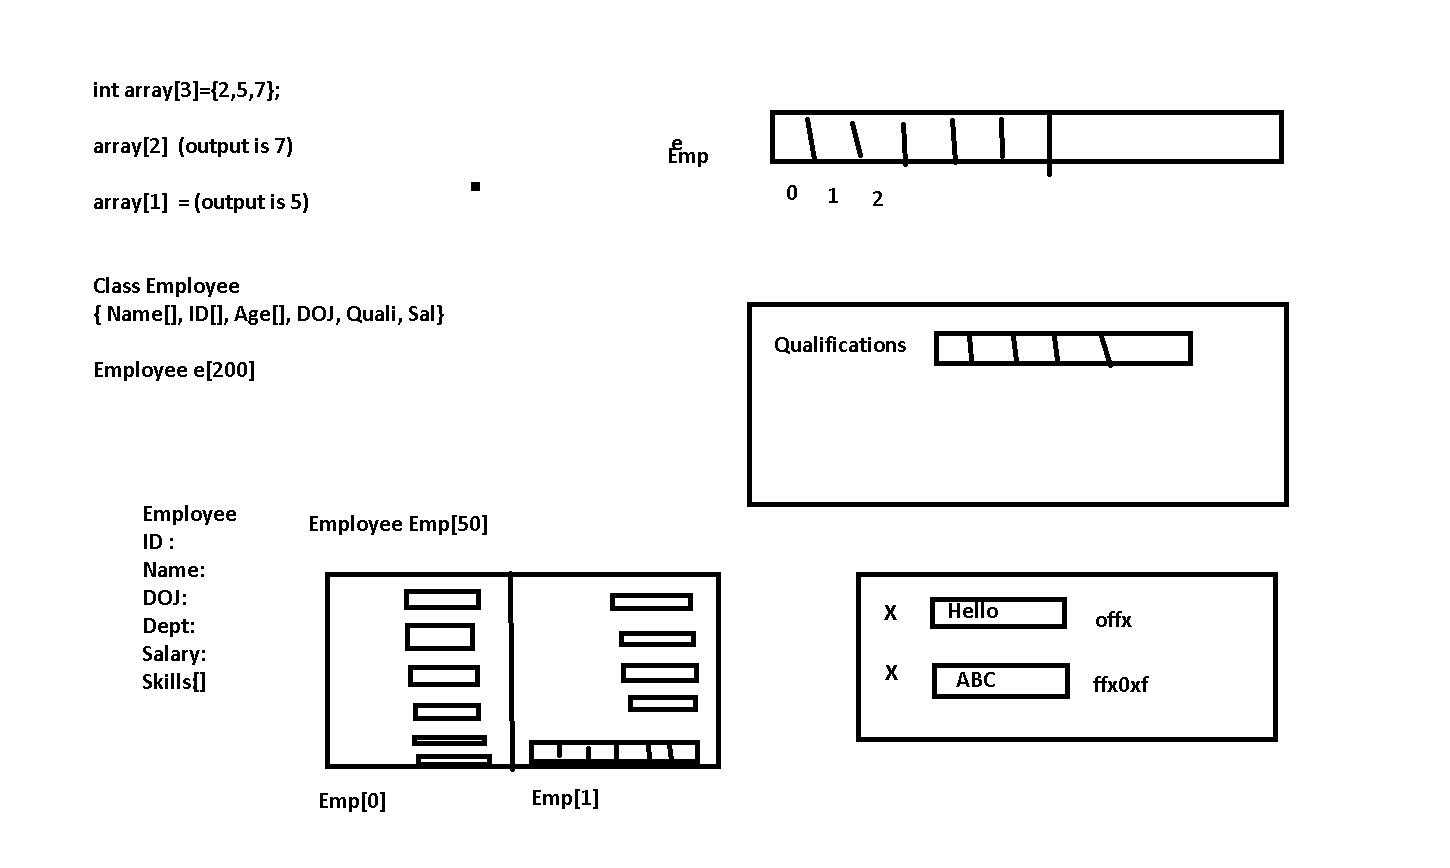 int array[3]={2,5,7};
array[2]  (output is 7)
array[1]  = (output is 5)
Class Employee
{ Name[], ID[], Age[], DOJ, Quali, Sal}
Employee e[200]
e
Emp
0 1 2
Qualifications
Employee
ID :
Name:
DOJ:
Dept:
Salary:
Skills[]
Employee Emp[50]
Emp[0] Emp[1]
X Hello offx
X ABC ffx0xf